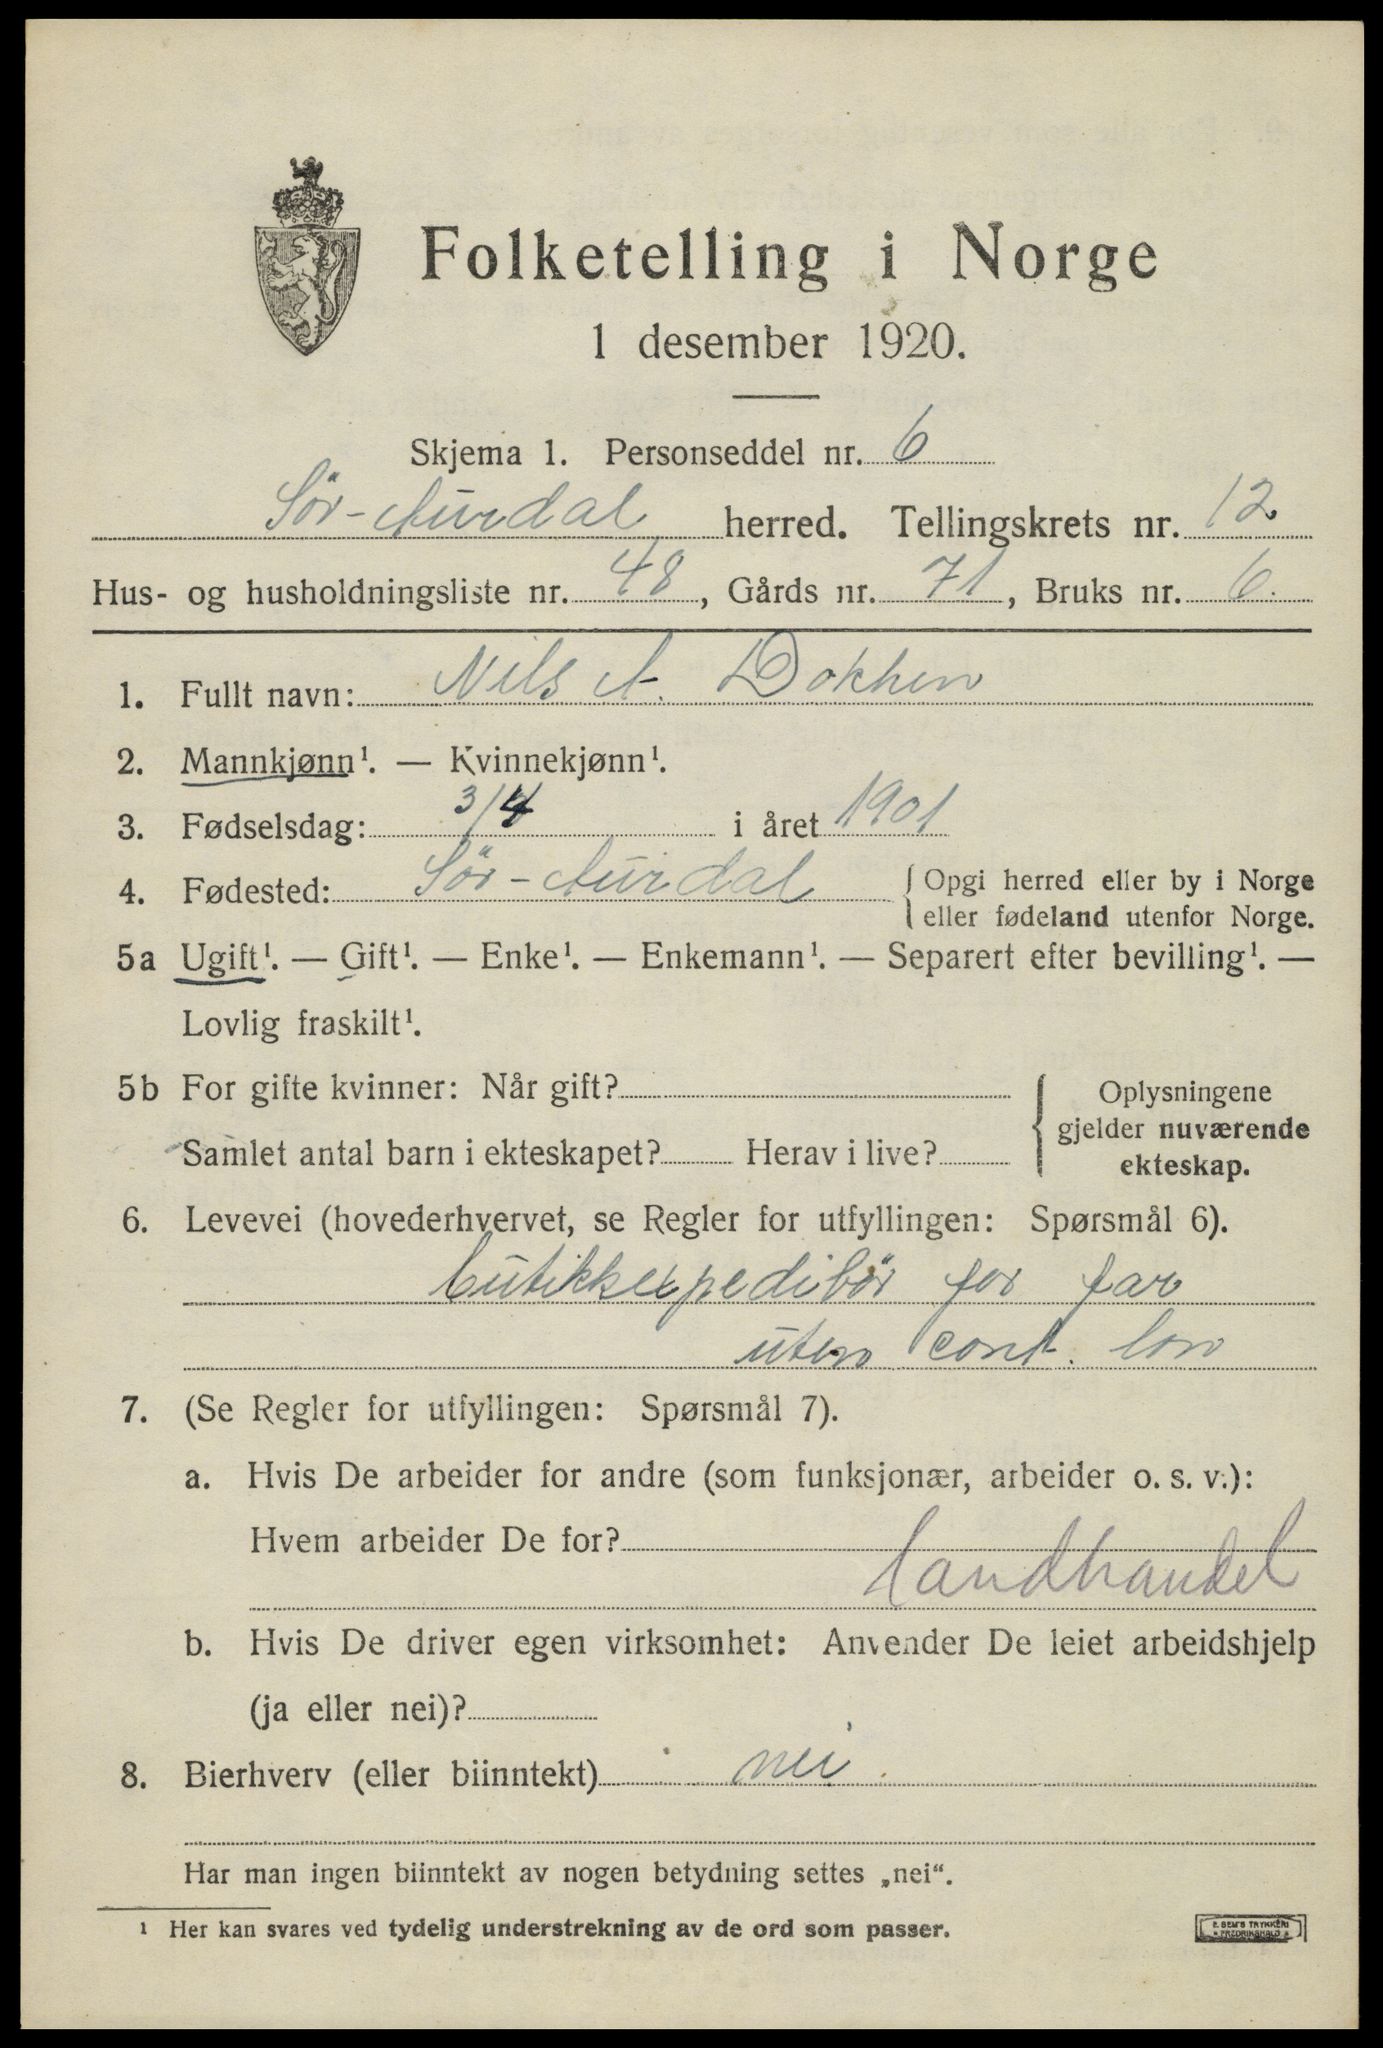 Folketelling i Norge
1 desember 1920.
Skjema 1. Personseddel nr. 6
Sör-Aurdal herred. Tellingskrets nr. 12
Hus- og husholdningsliste nr. 48, Gårds nr. 71, Bruks nr. 6.
1. Fullt navn: Nils A. Dokken
2. Mannkjønn¹. — Kvinnekjønn¹.
3. Fødselsdag: 3/4 i året 1901
4. Fødested: Sör-Aurdal { Opgi herred eller by i Norge
eller fødeland utenfor Norge.
5a Ugift¹. — Gift¹. — Enke¹. — Enkemann¹. — Separert efter bevilling¹. —
Lovlig fraskilt¹.
5b For gifte kvinner: Når gift?
Samlet antal barn i ekteskapet? Herav i live?
{ Oplysningene
gjelder nuværende
ekteskap.
6. Levevei (hovederhvervet, se Regler for utfyllingen: Spørsmål 6).
butikkexpeditör for far
uten cont. lon
7. (Se Regler for utfyllingen: Spørsmål 7).
a. Hvis De arbeider for andre (som funksjonær, arbeider o. s. v.):
Hvem arbeider De for?
Landhandel
b. Hvis De driver egen virksomhet: Anvender De leiet arbeidshjelp
(ja eller nei)?
8. Bierhverv (eller biinntekt) nei.
Har man ingen biinntekt av nogen betydning settes „nei“.
¹ Her kan svares ved tydelig understrekning av de ord som passer.
E. SEM'S TRYKKERI
FREDRIKSHALD